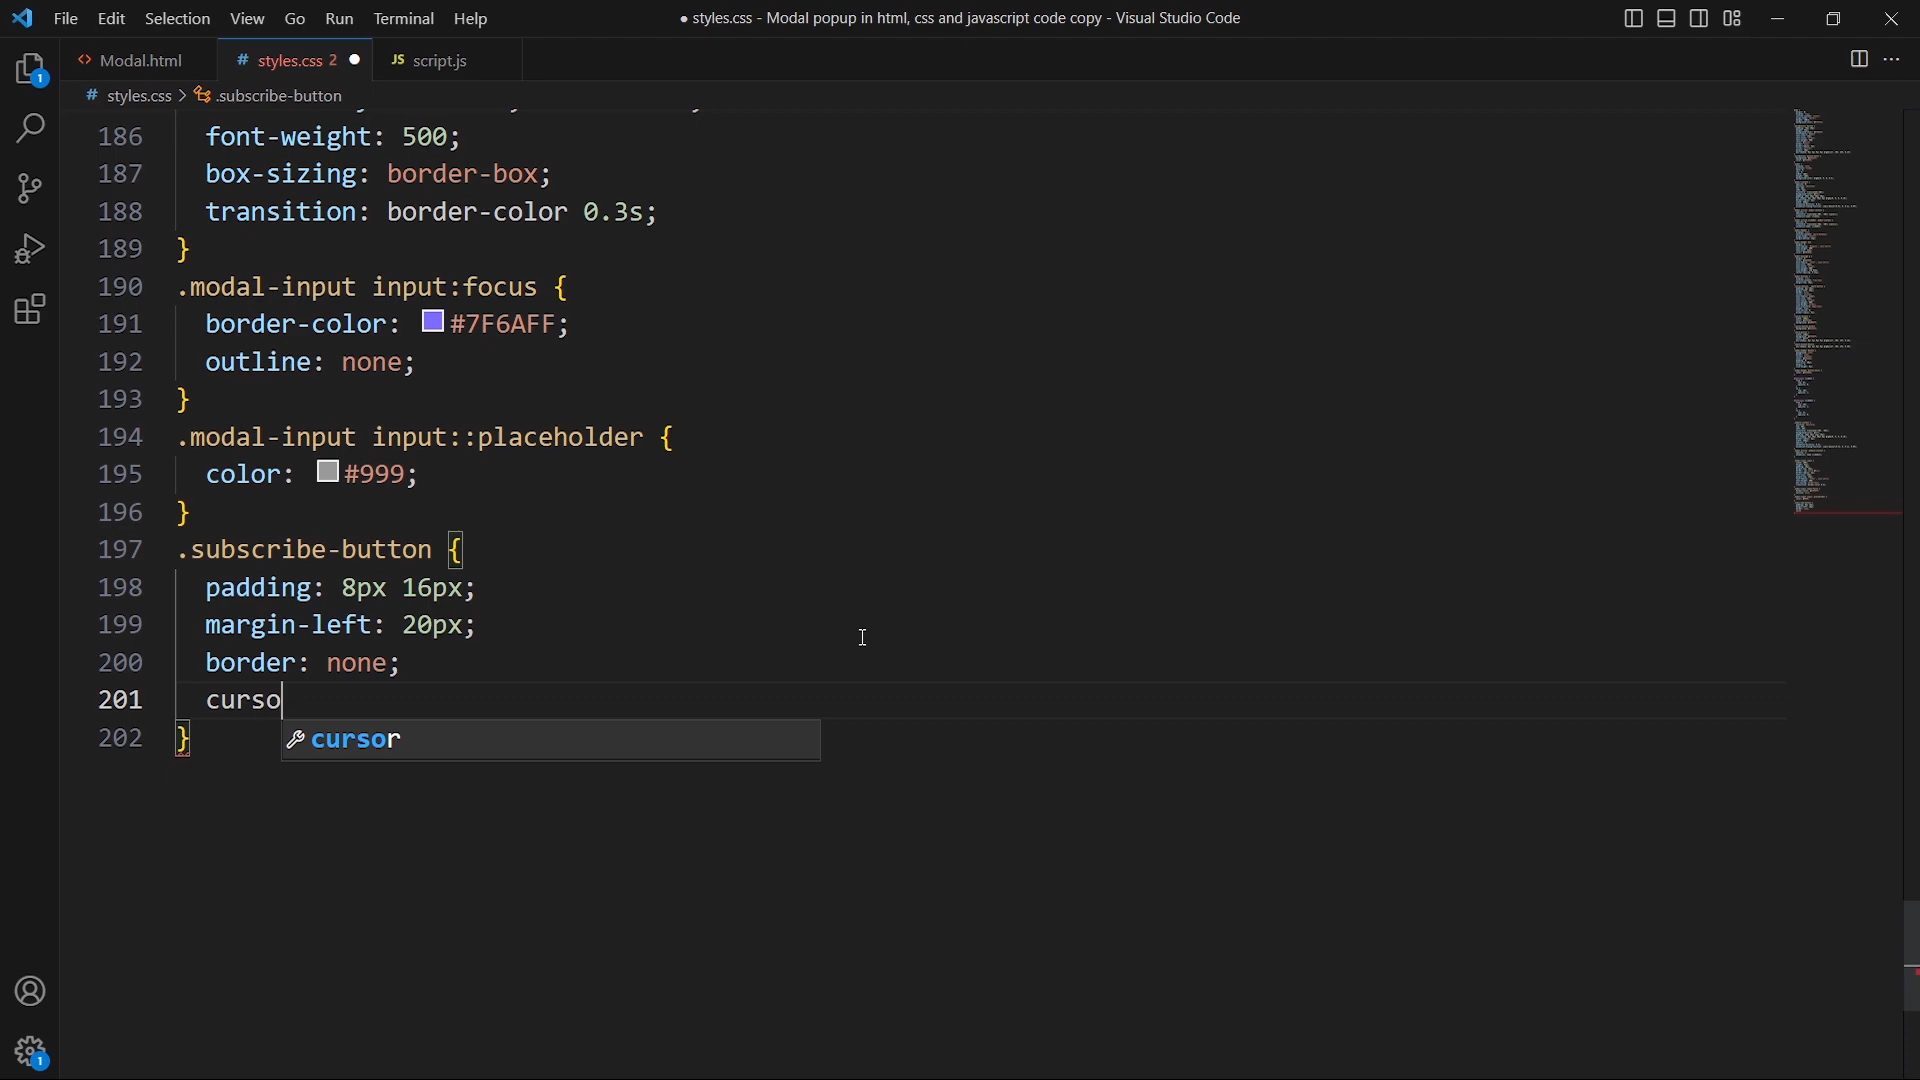 File Edit Selection View Go Run Terminal Help
● styles.css - Modal popup in html, css and javascript code copy - Visual Studio Code
Modal.html
# styles.css 2 ●
JS script.js
# styles.css > .subscribe-button
186 font-weight: 500;
187 box-sizing: border-box;
188 transition: border-color 0.3s;
189 }
190 .modal-input input:focus {
191 border-color: #7F6AFF;
192 outline: none;
193 }
194 .modal-input input::placeholder {
195 color: #999;
196 }
197 .subscribe-button {
198 padding: 8px 16px;
199 margin-left: 20px;
200 border: none;
201 curso
202 }
cursor
1
1